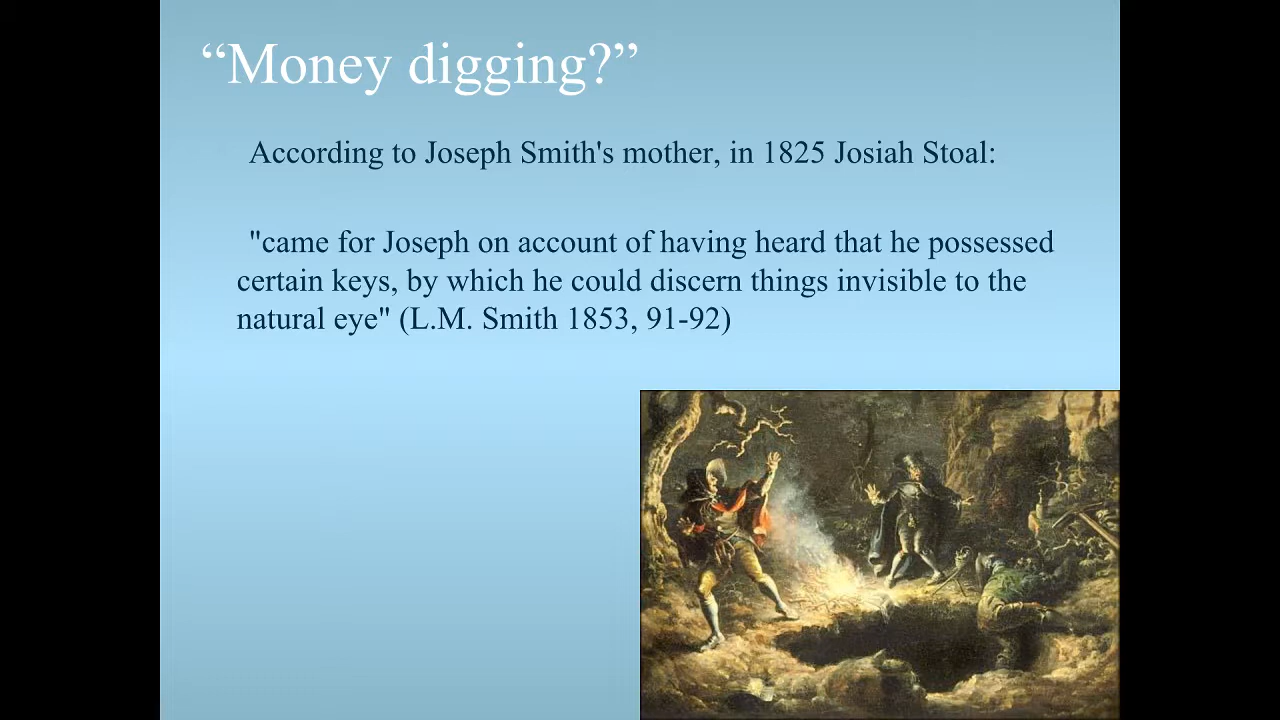 “Money digging?”
According to Joseph Smith's mother, in 1825 Josiah Stoal:
"came for Joseph on account of having heard that he possessed
certain keys, by which he could discern things invisible to the
natural eye" (L.M. Smith 1853, 91-92)